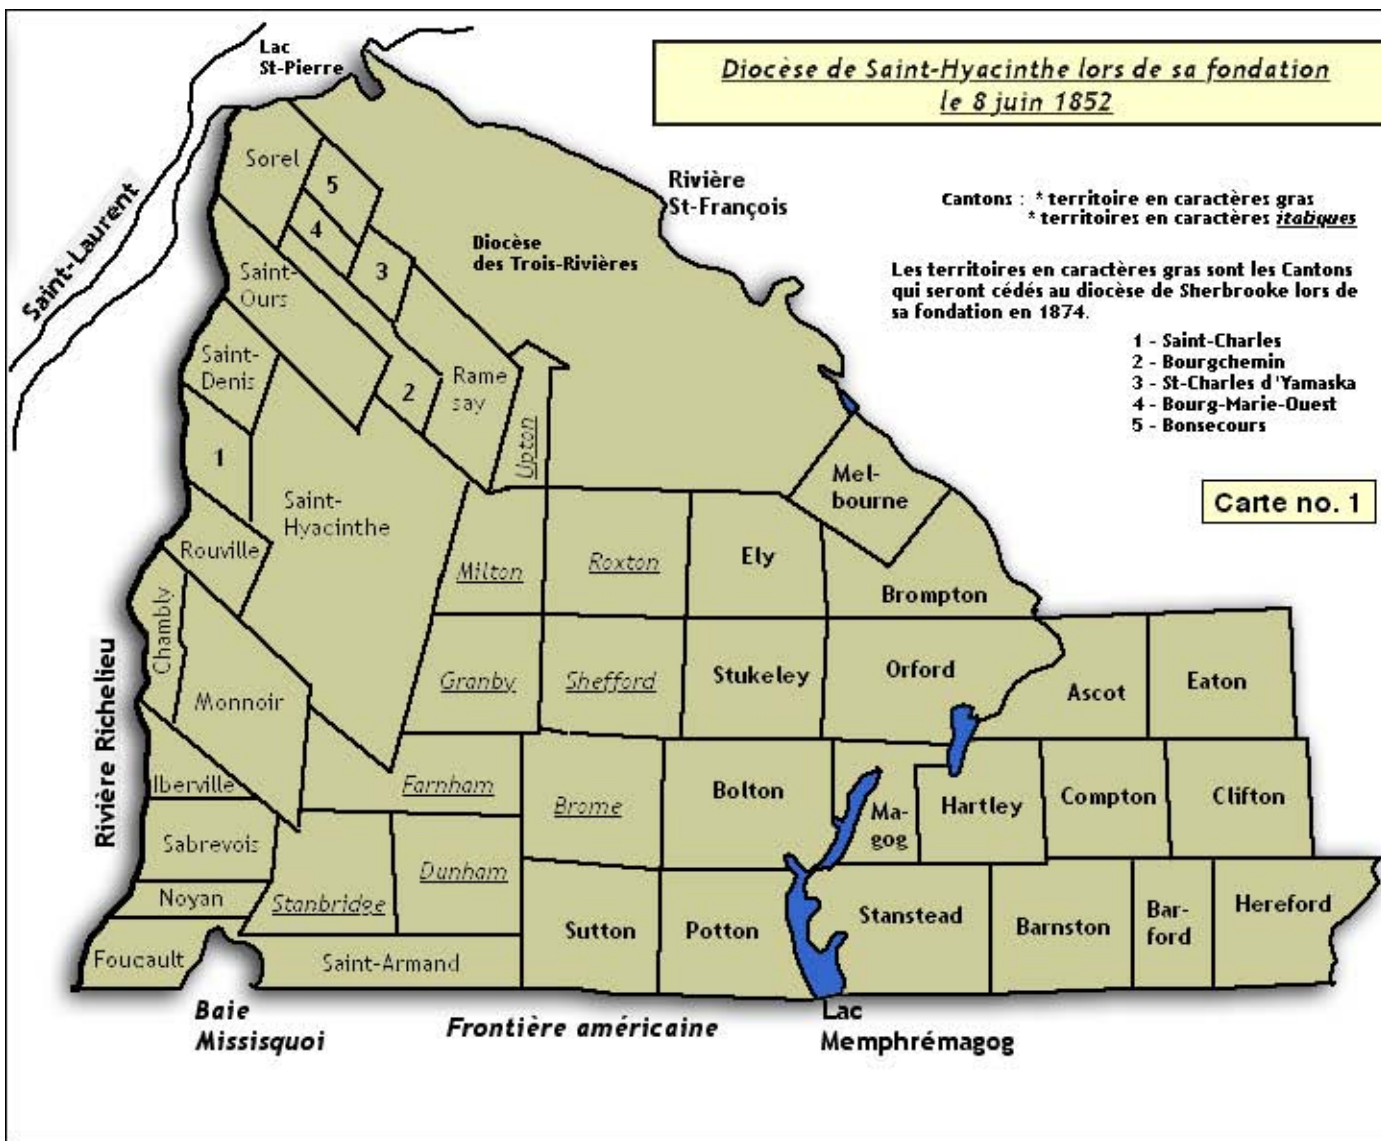 Lac
St-Pierre
Diocèse de Saint-Hyacinthe lors de sa fondation
le 8 juin 1852
Saint-Laurent
Sorel
5
4
3
Rivière
St-François
Diocèse
des Trois-Rivières
Cantons : * territoire en caractères gras
* territoires en caractères italiques
Les territoires en caractères gras sont les Cantons
qui seront cédés au diocèse de Sherbrooke lors de
sa fondation en 1874.
1 - Saint-Charles
2 - Bourgchemin
3 - St-Charles d'Yamaska
4 - Bourg-Marie-Ouest
5 - Bonsecours
Saint-
Ours
Saint-
Denis
2
Rame
say
Upton
1
Saint-
Hyacinthe
Mel-
bourne
Carte no. 1
Rouville
Milton
Roxton
Ely
Brompton
Chambly
Rivière Richelieu
Monnoir
Granby
Shefford
Stukeley
Orford
Ascot
Eaton
Iberville
Farnham
Brome
Bolton
Ma-
gog
Hartley
Compton
Clifton
Sabrevois
Dunham
Noyan
Stanbridge
Sutton
Potton
Stanstead
Barnston
Bar-
ford
Hereford
Foucault
Saint-Armand
Baie
Missisquoi
Frontière américaine
Lac
Memphrémagog